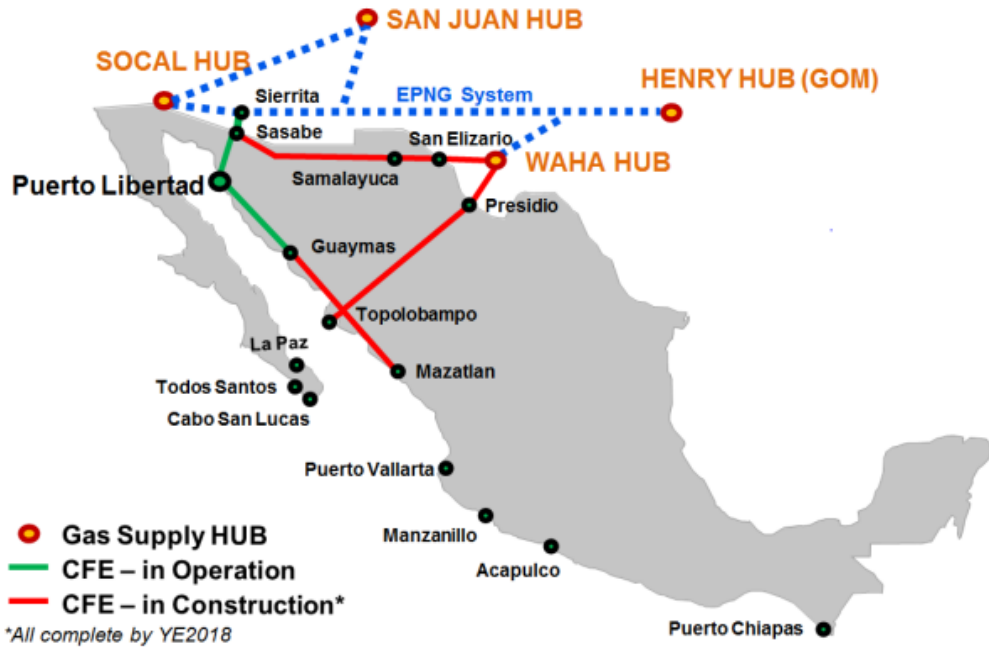 SAN JUAN HUB
SOCAL HUB
HENRY HUB (GOM)
EPNG System
Sierrita
Sasabe
San Elizario
WAHA HUB
Samalayuca
Puerto Libertad
Presidio
Guaymas
Topolobampo
La Paz
Mazatlan
Todos Santos
Cabo San Lucas
Puerto Vallarta
Manzanillo
Acapulco
Puerto Chiapas
Gas Supply HUB
CFE – in Operation
CFE – in Construction*
*All complete by YE2018